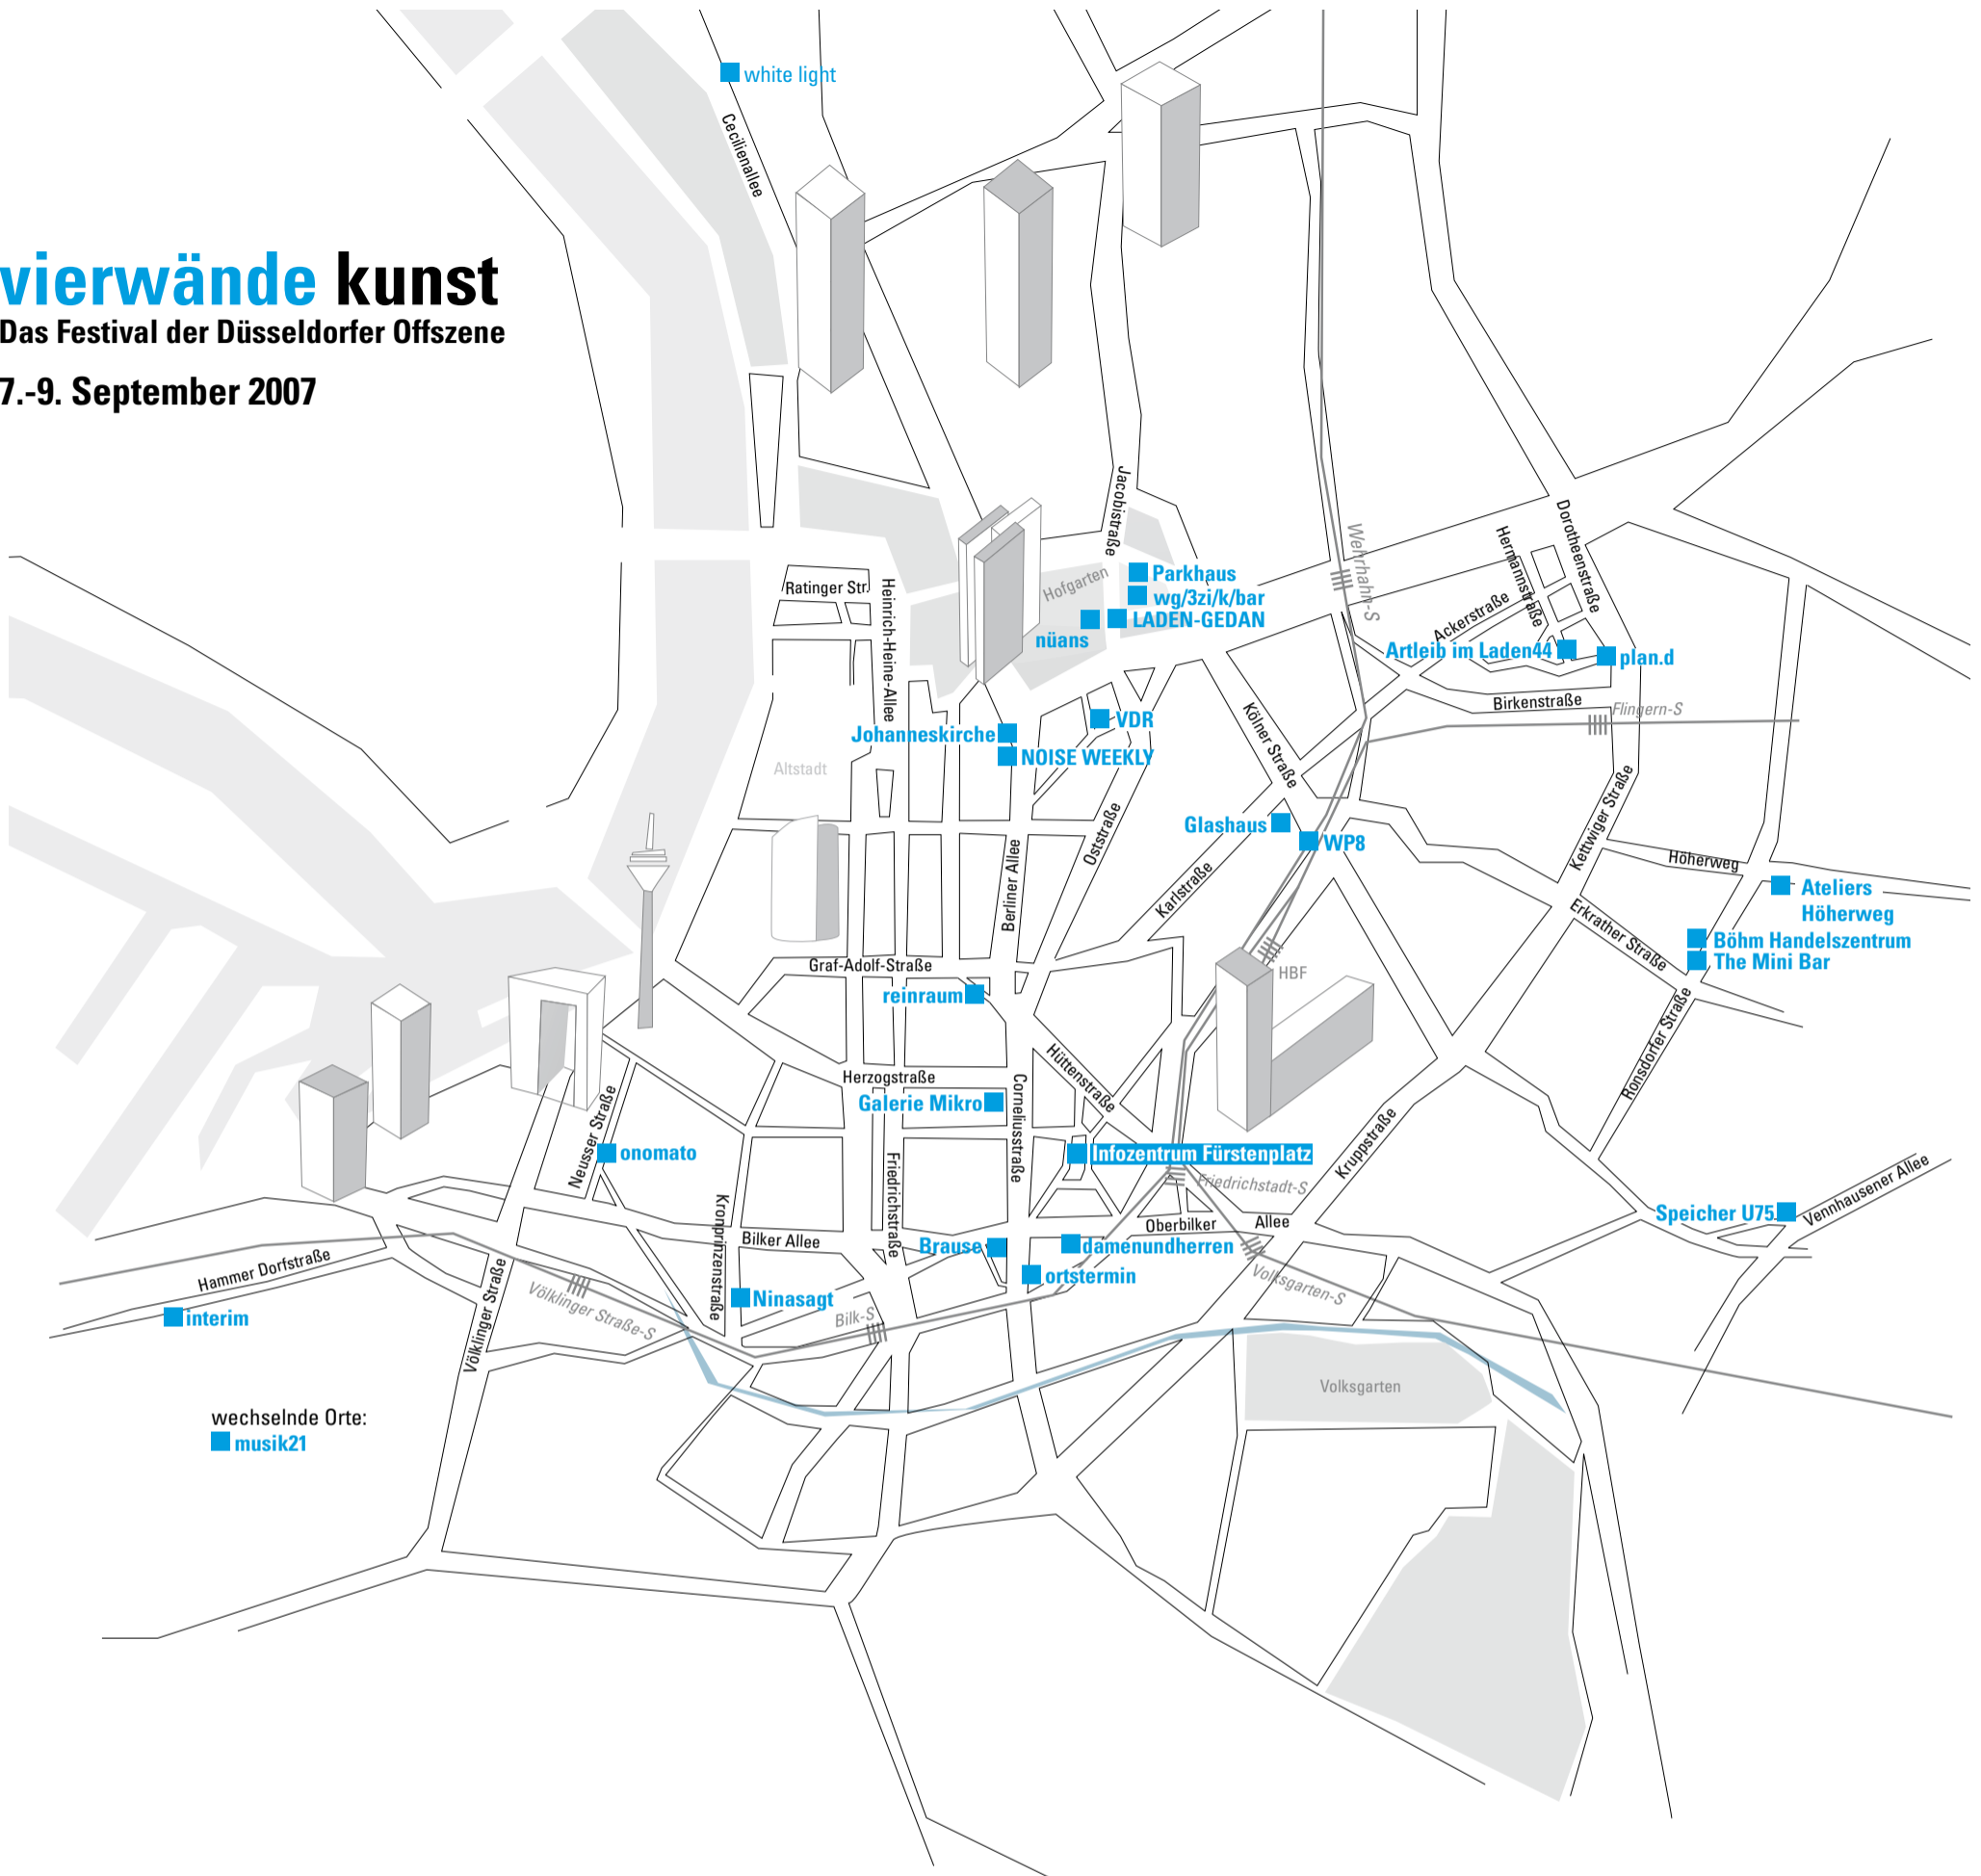 white light
Cecilienallee
vierwände kunst
Das Festival der Düsseldorfer Offszene
7.-9. September 2007
Jacobistraße
Dorotheenstraße
Hermannstraße
Wehrhahn-S
Ratinger Str.
Heinrich-Heine-Allee
Hofgarten
Parkhaus
wg/3zi/k/bar
LADEN-GEDAN
nüans
Ackerstraße
Artleib im Laden44
plan.d
Birkenstraße
Flingern-S
Kölner Straße
VDR
Johanneskirche
NOISE WEEKLY
Altstadt
Oststraße
Berliner Allee
Glashaus
WP8
Karlstraße
Kettwiger Straße
Höherweg
Ateliers
Höherweg
Erkrather Straße
Böhm Handelszentrum
The Mini Bar
Graf-Adolf-Straße
HBF
reinraum
Ronsdorfer Straße
Hüttenstraße
Herzogstraße
Corneliusstraße
Galerie Mikro
Neusser Straße
onomato
Infozentrum Fürstenplatz
Kruppstraße
Friedrichstadt-S
Friedrichstraße
Kronprinzenstraße
Vennhausener Allee
Speicher U75
Oberbilker Allee
Bilker Allee
Brause
damenundherren
ortstermin
Volksgarten-S
Hammer Dorfstraße
Völklinger Straße
Völklinger Straße-S
Ninasagt
Bilk-S
interim
Volksgarten
wechselnde Orte:
musik21